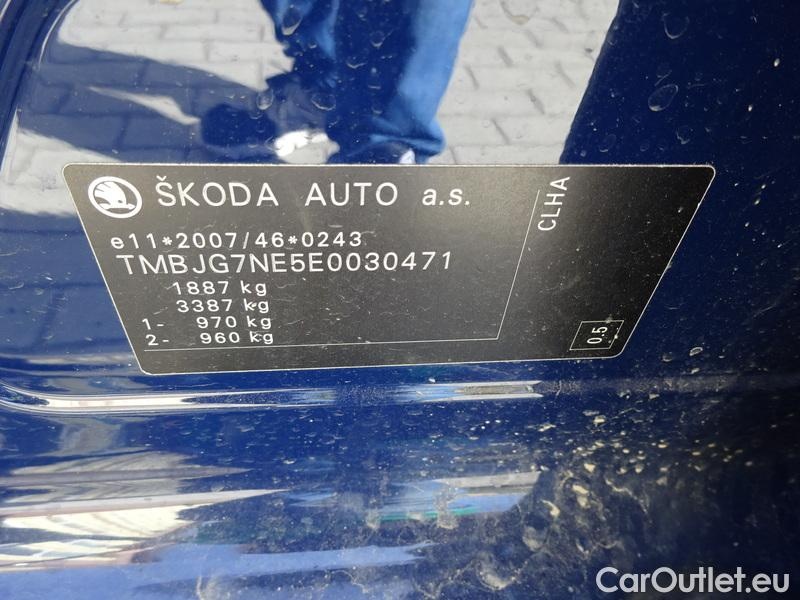 ŠKODA AUTO a.s.
CLHA
e11*2007/46*0243
TMBJG7NE5E0030471
1887 kg
3387 kg
1- 970 kg
2- 960 kg
0.5
CarOutlet.eu